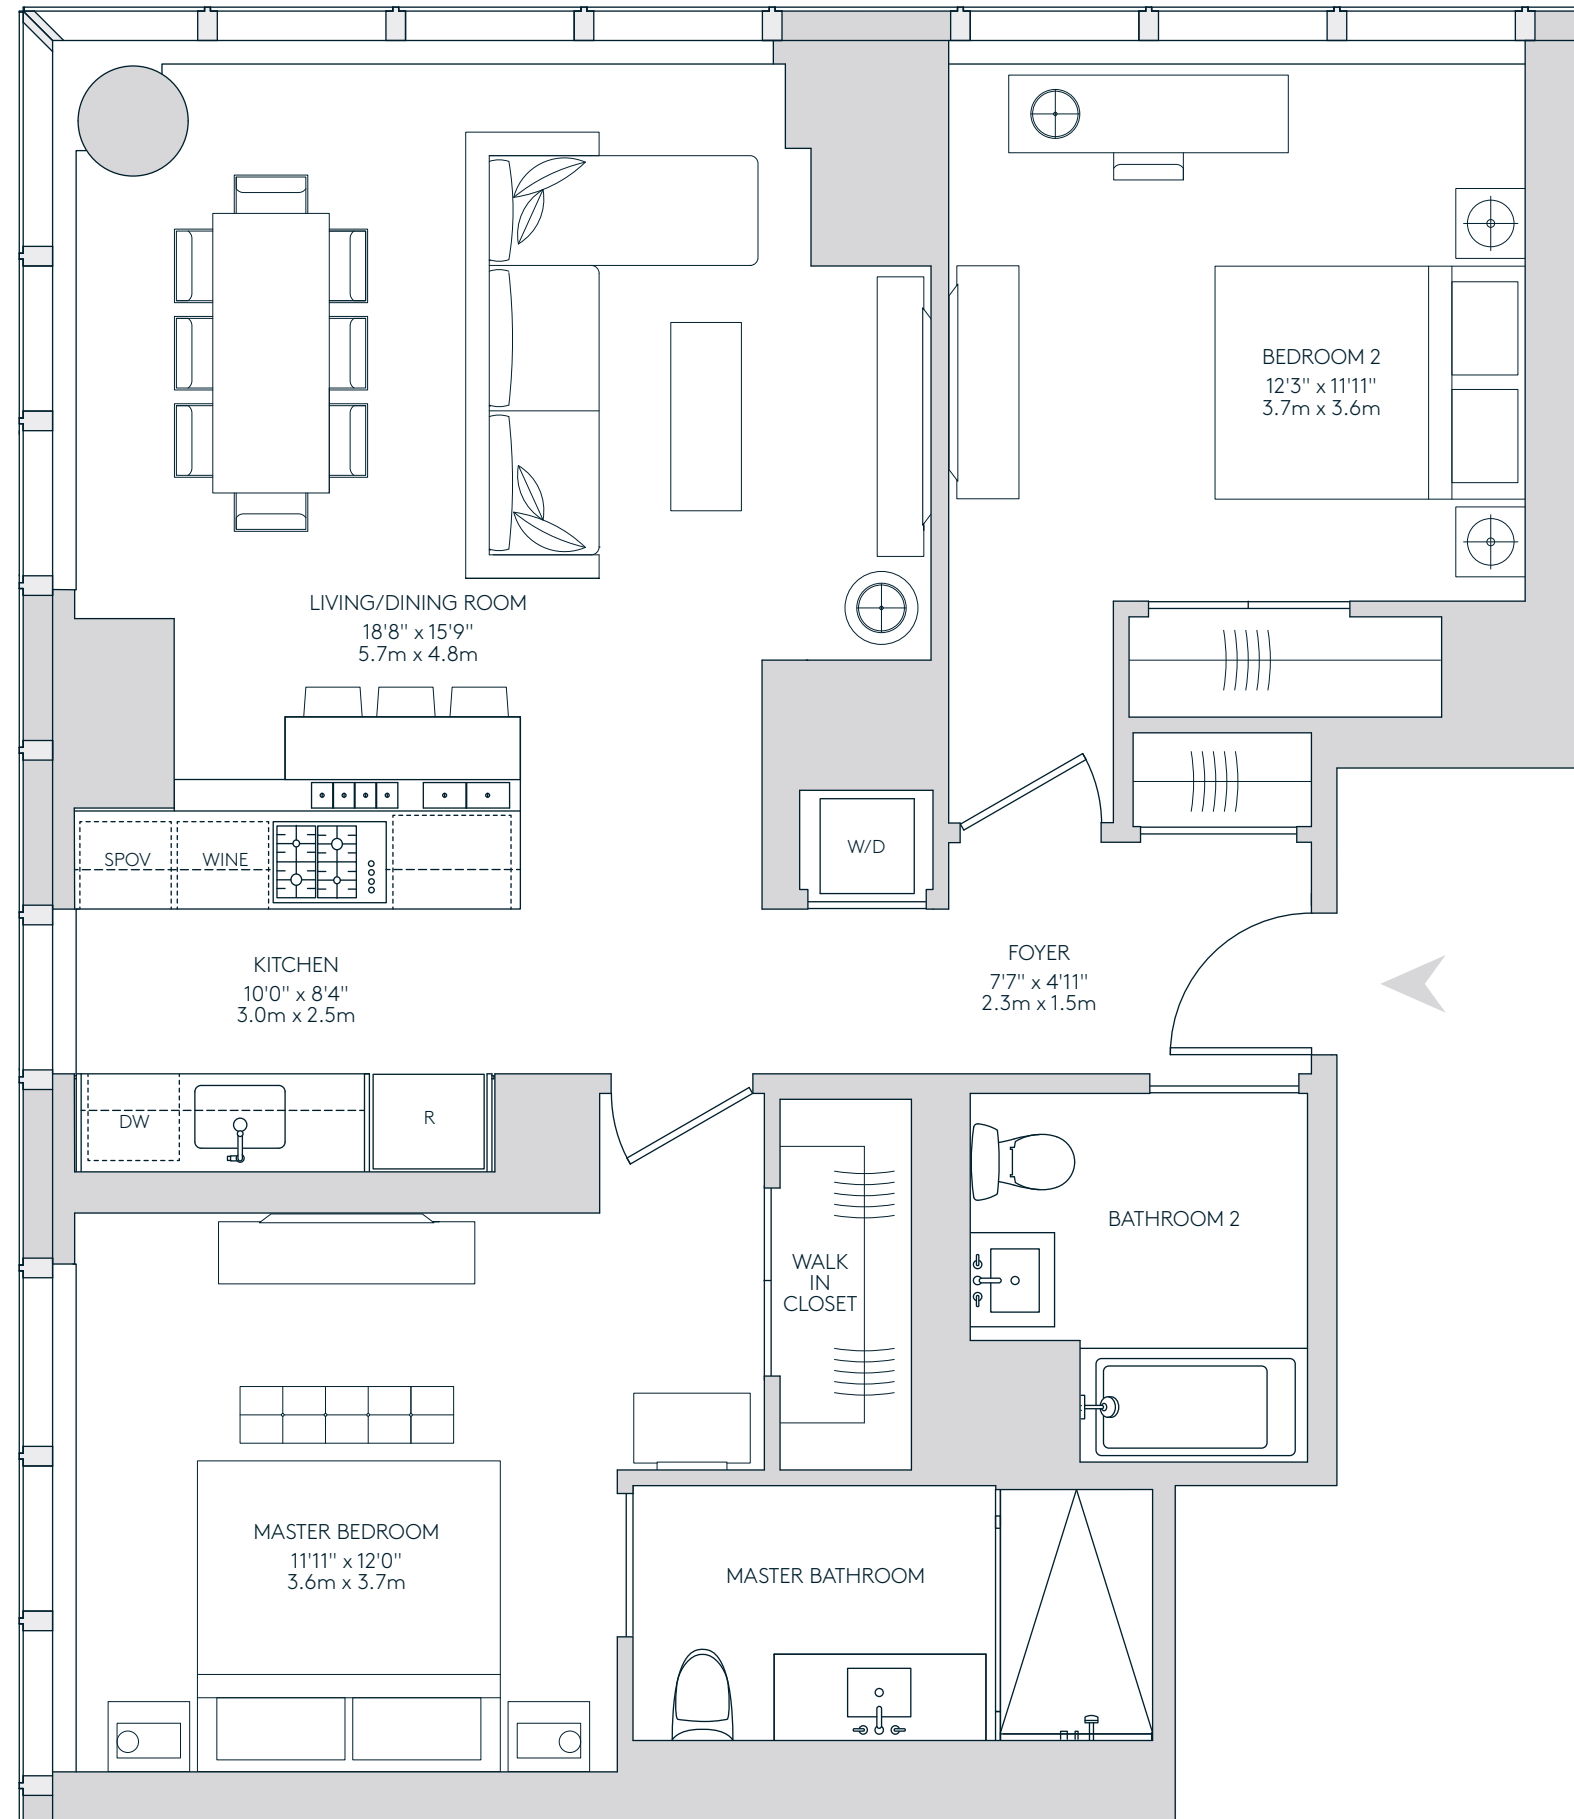 BEDROOM 2
12'3" x 11'11"
3.7m x 3.6m
LIVING/DINING ROOM
18'8" x 15'9"
5.7m x 4.8m
SPOV
WINE
W/D
KITCHEN
10'0" x 8'4"
3.0m x 2.5m
FOYER
7'7" x 4'11"
2.3m x 1.5m
DW
R
BATHROOM 2
WALK
IN
CLOSET
MASTER BEDROOM
11'11" x 12'0"
3.6m x 3.7m
MASTER BATHROOM